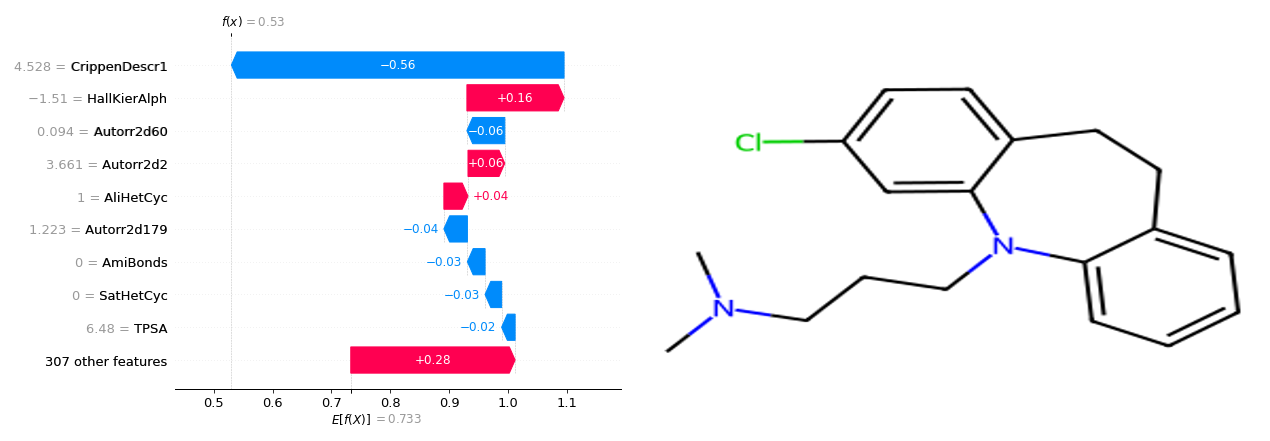 f(x) = 0.53
4.528 = CrippenDescr1 −0.56
−1.51 = HallKierAlph +0.16
0.094 = Autorr2d60 −0.06
3.661 = Autorr2d2 +0.06
1 = AliHetCyc +0.04
1.223 = Autorr2d179 −0.04
0 = AmiBonds −0.03
0 = SatHetCyc −0.03
6.48 = TPSA −0.02
307 other features +0.28
0.5 0.6 0.7 0.8 0.9 1.0 1.1
E[f(X)] = 0.733
Cl
N
N